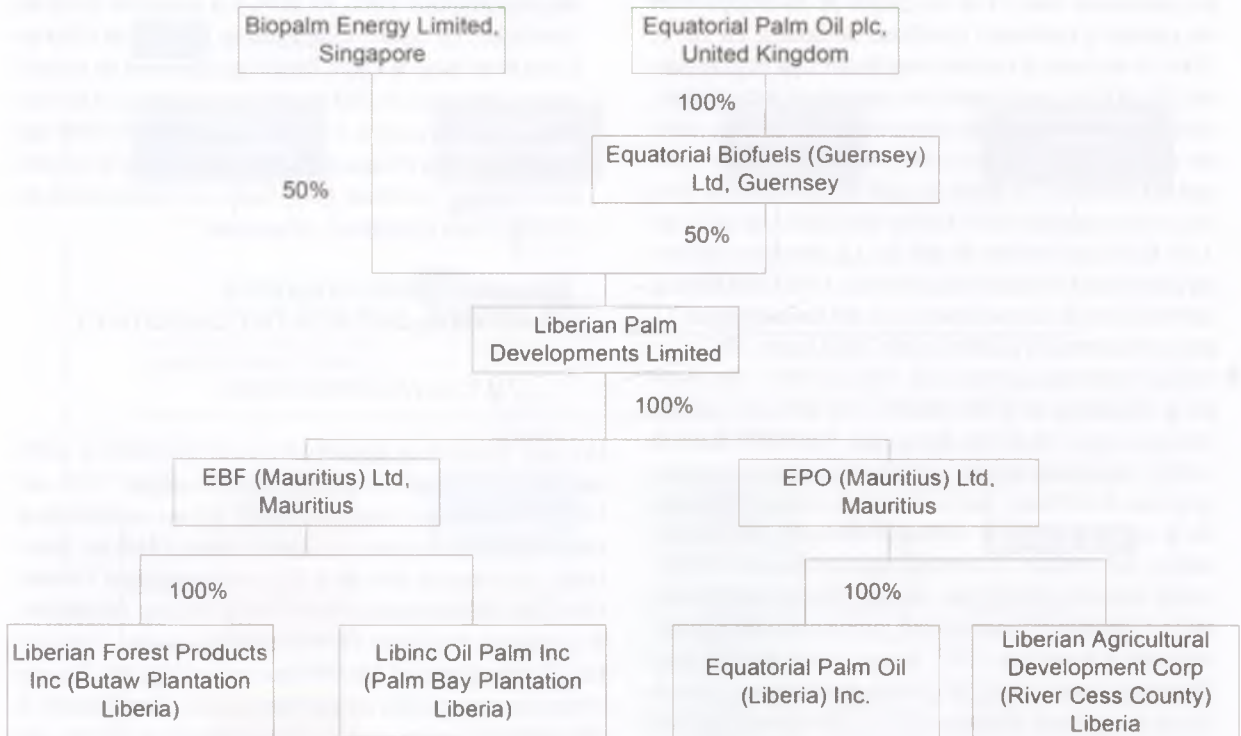 Biopalm Energy Limited,
Singapore
Equatorial Palm Oil plc,
United Kingdom
100%
Equatorial Biofuels (Guernsey)
Ltd, Guernsey
50%
50%
Liberian Palm
Developments Limited
100%
EBF (Mauritius) Ltd,
Mauritius
EPO (Mauritius) Ltd.
Mauritius
100%
100%
Liberian Forest Products
Inc (Butaw Plantation
Liberia)
Libinc Oil Palm Inc
(Palm Bay Plantation
Liberia)
Equatorial Palm Oil
(Liberia) Inc.
Liberian Agricultural
Development Corp
(River Cess County)
Liberia